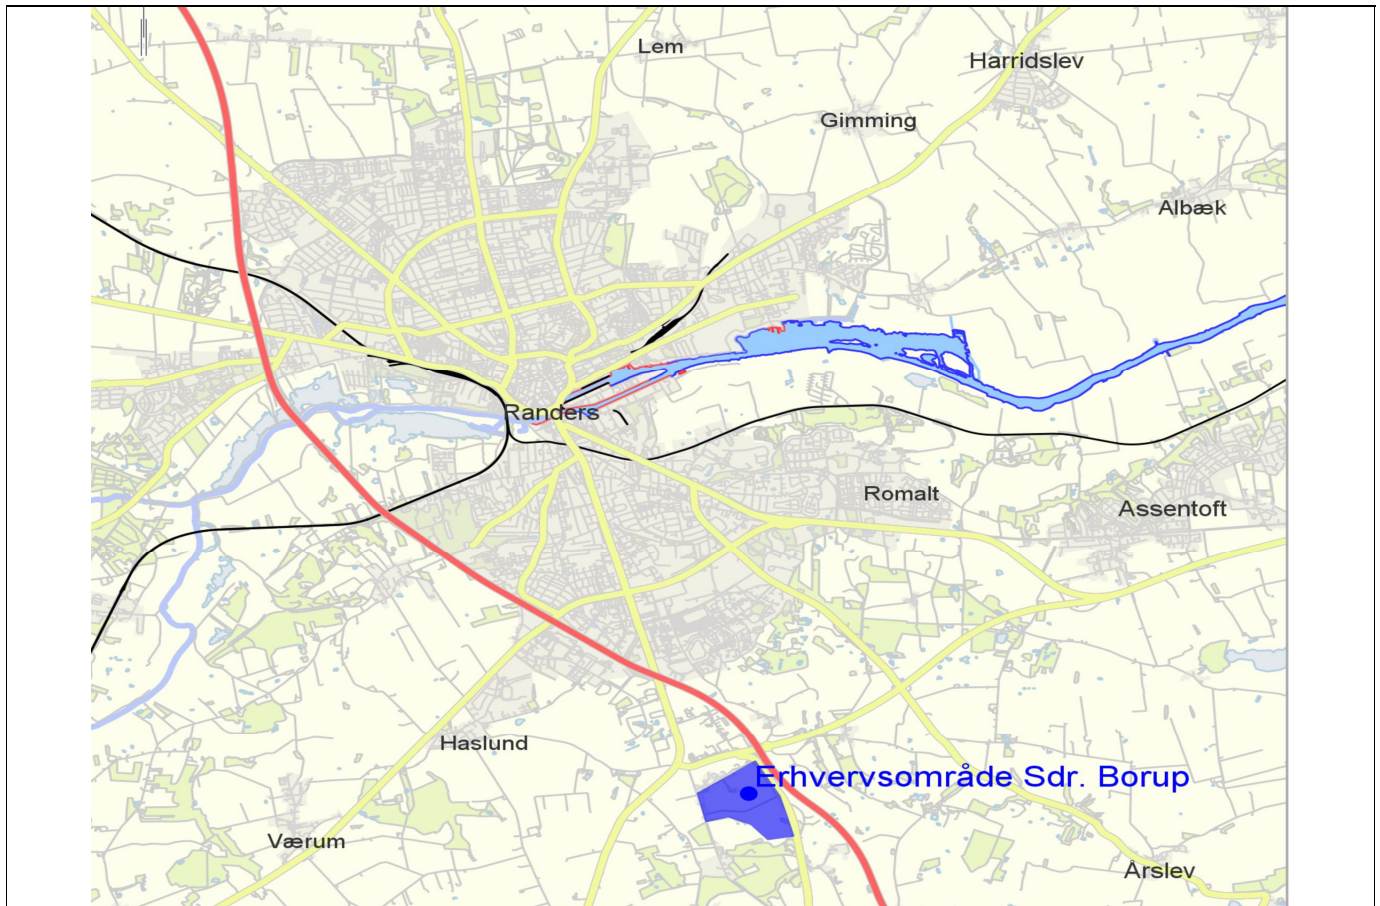 Lem
Harridslev
Gimming
Albæk
Randers
Romalt
Assentoft
Haslund
Erhvervsområde Sdr. Borup
Værum
Årslev